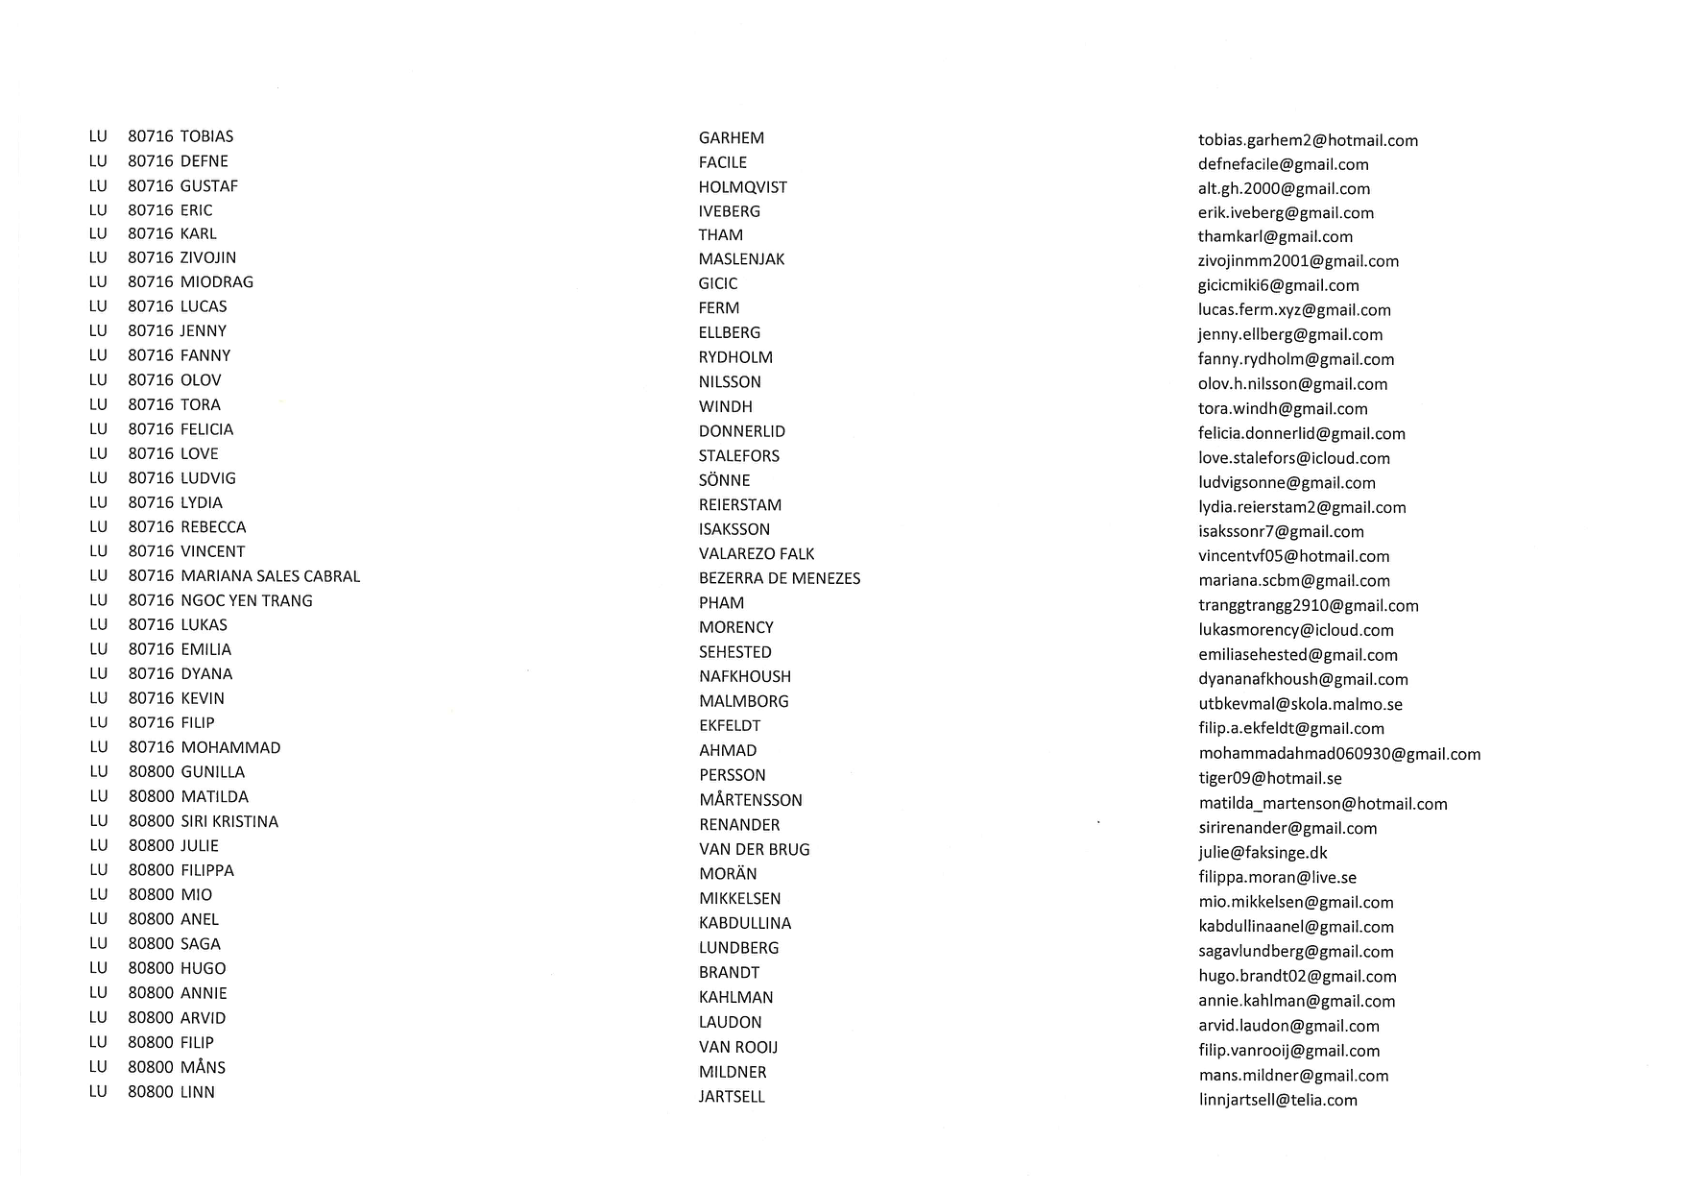 LU 80716 TOBIAS GARHEM tobias.garhem2@hotmail.com
LU 80716 DEFNE FACILE defnefacile@gmail.com
LU 80716 GUSTAF HOLMQVIST alt.gh.2000@gmail.com
LU 80716 ERIC IVEBERG erik.iveberg@gmail.com
LU 80716 KARL THAM thamkarl@gmail.com
LU 80716 ZIVOJIN MASLENJAK zivojinmm2001@gmail.com
LU 80716 MIODRAG GICIC gicicmiki6@gmail.com
LU 80716 LUCAS FERM lucas.ferm.xyz@gmail.com
LU 80716 JENNY ELLBERG jenny.ellberg@gmail.com
LU 80716 FANNY RYDHOLM fanny.rydholm@gmail.com
LU 80716 OLOV NILSSON olov.h.nilsson@gmail.com
LU 80716 TORA WINDH tora.windh@gmail.com
LU 80716 FELICIA DONNERLID felicia.donnerlid@gmail.com
LU 80716 LOVE STALEFORS love.stalefors@icloud.com
LU 80716 LUDVIG SÖNNE ludvigsonne@gmail.com
LU 80716 LYDIA REIERSTAM lydia.reierstam2@gmail.com
LU 80716 REBECCA ISAKSSON isakssonr7@gmail.com
LU 80716 VINCENT VALAREZO FALK vincentvf05@hotmail.com
LU 80716 MARIANA SALES CABRAL BEZERRA DE MENEZES mariana.scbm@gmail.com
LU 80716 NGOC YEN TRANG PHAM tranggtrangg2910@gmail.com
LU 80716 LUKAS MORENCY lukasmorency@icloud.com
LU 80716 EMILIA SEHESTED emiliasehested@gmail.com
LU 80716 DYANA NAFKHOUSH dyananafkhoush@gmail.com
LU 80716 KEVIN MALMBORG utbkevmal@skola.malmo.se
LU 80716 FILIP EKFELDT filip.a.ekfeldt@gmail.com
LU 80716 MOHAMMAD AHMAD mohammadahmad060930@gmail.com
LU 80800 GUNILLA PERSSON tiger09@hotmail.se
LU 80800 MATILDA MÅRTENSSON matilda_martenson@hotmail.com
LU 80800 SIRI KRISTINA RENANDER sirirenander@gmail.com
LU 80800 JULIE VAN DER BRUG julie@faksinge.dk
LU 80800 FILIPPA MORÄN filippa.moran@live.se
LU 80800 MIO MIKKELSEN mio.mikkelsen@gmail.com
LU 80800 ANEL KABDULLINA kabdullinaanel@gmail.com
LU 80800 SAGA LUNDBERG sagavlundberg@gmail.com
LU 80800 HUGO BRANDT hugo.brandt02@gmail.com
LU 80800 ANNIE KAHLMAN annie.kahlman@gmail.com
LU 80800 ARVID LAUDON arvid.laudon@gmail.com
LU 80800 FILIP VAN ROOIJ filip.vanrooij@gmail.com
LU 80800 MÅNS MILDNER mans.mildner@gmail.com
LU 80800 LINN JARTSELL linnjartsell@telia.com